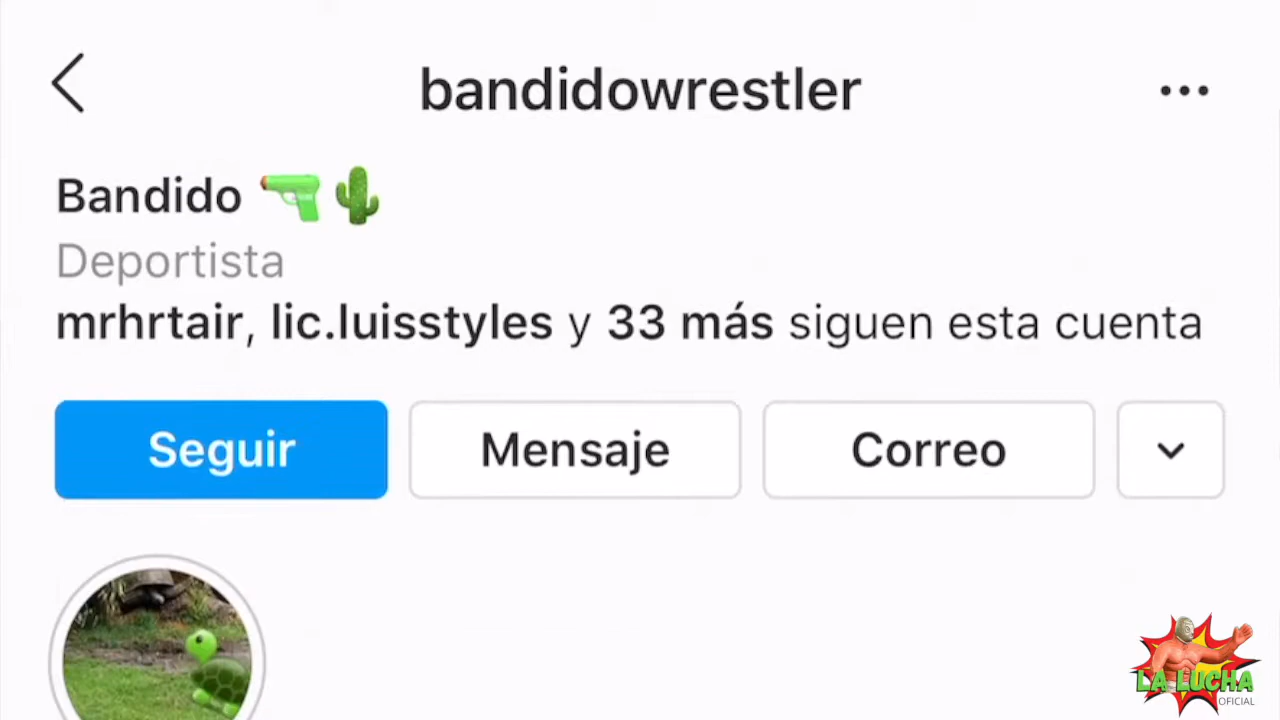 bandidowrestler
Bandido
Deportista
mrhrtair, lic.luisstyles y 33 más siguen esta cuenta
Seguir
Mensaje
Correo
LA LUCHA
OFICIAL